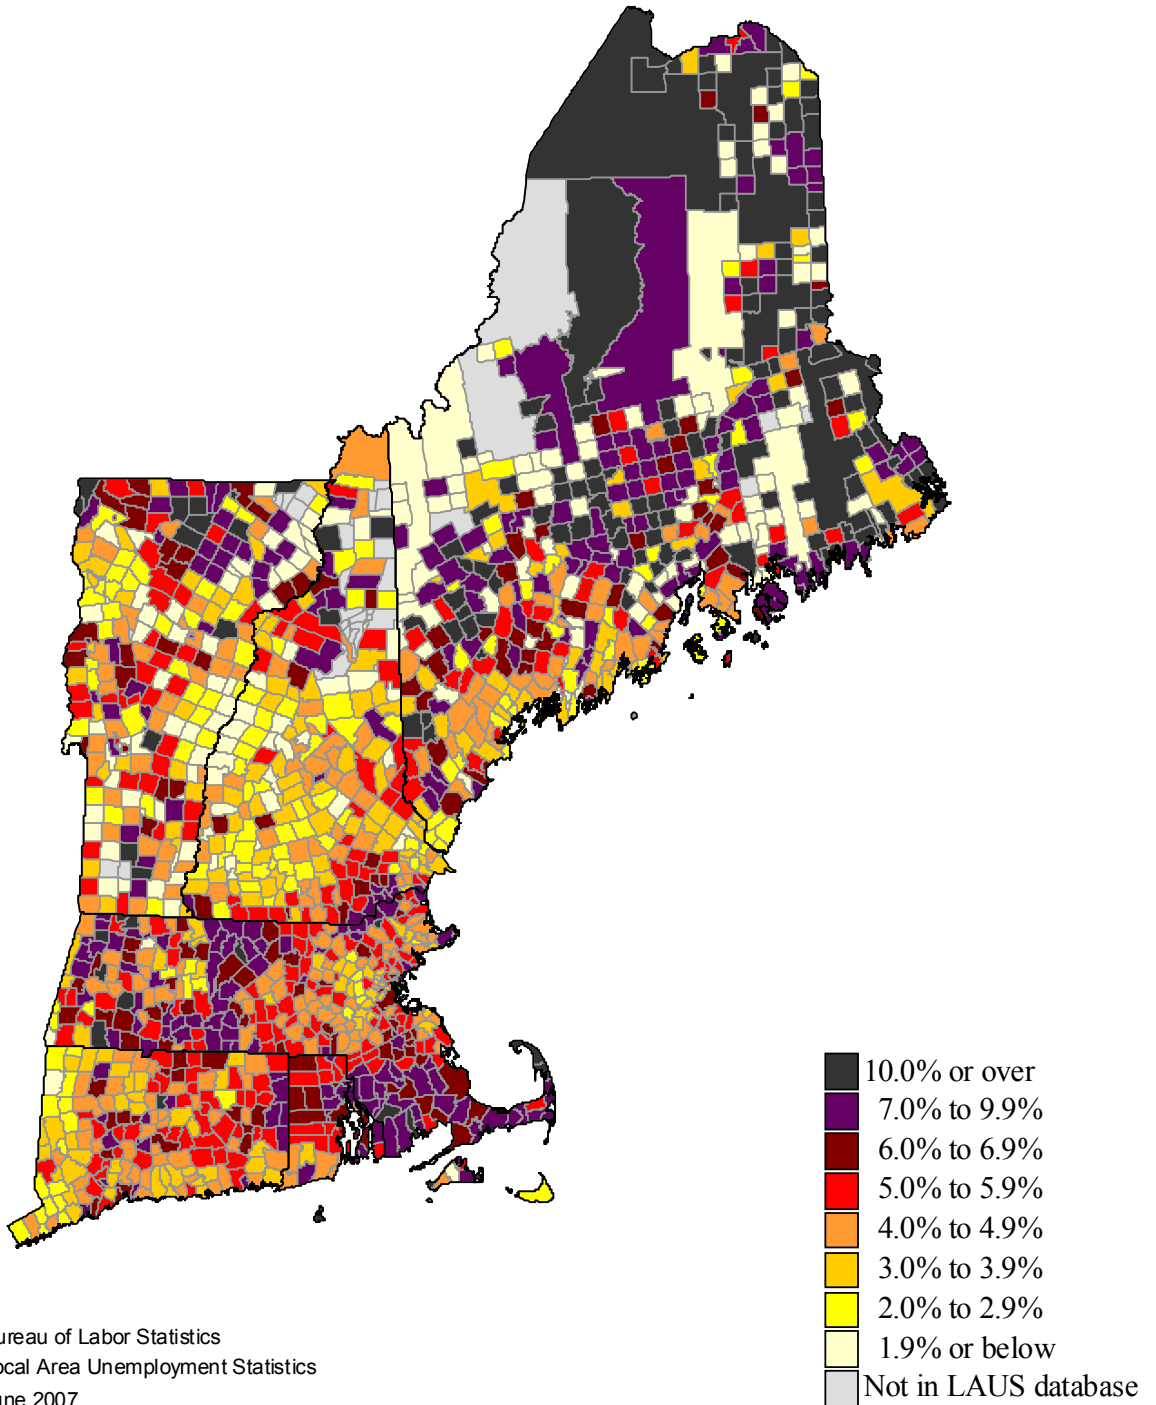 10.0% or over
7.0% to 9.9%
6.0% to 6.9%
5.0% to 5.9%
4.0% to 4.9%
3.0% to 3.9%
2.0% to 2.9%
1.9% or below
Not in LAUS database
ureau of Labor Statistics
ocal Area Unemployment Statistics
une 2007